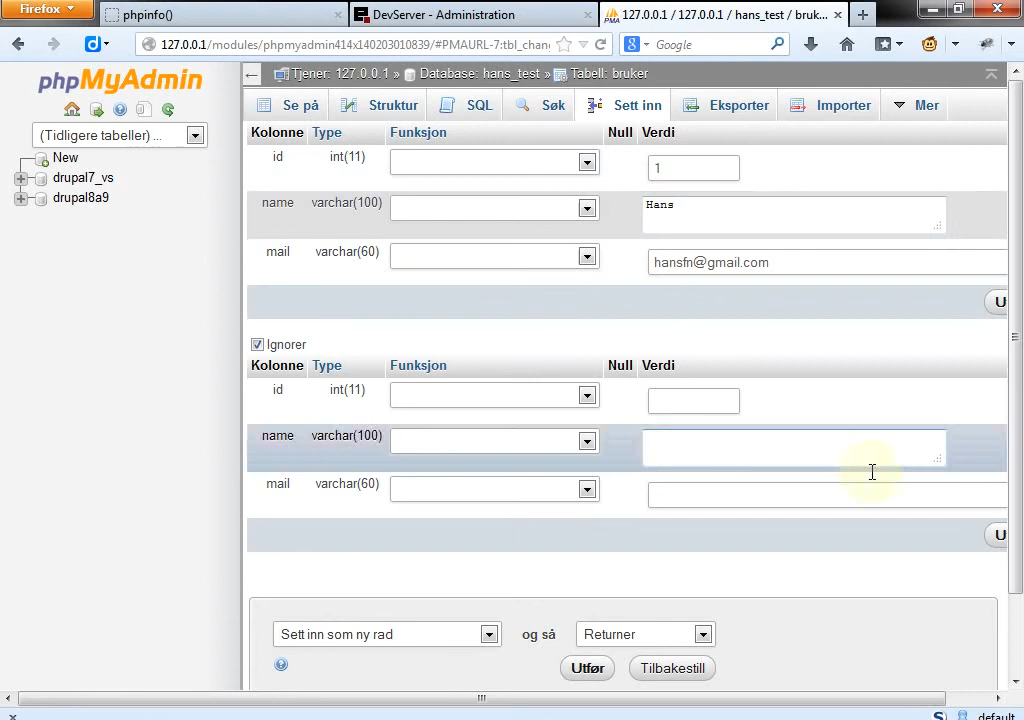 Firefox
phpinfo()
DevServer - Administration
127.0.0.1 / 127.0.0.1 / hans_test / bruk...
127.0.0.1/modules/phpmyadmin414x140203010839/#PMAURL-7:tbl_chan
Google
phpMyAdmin
(Tidligere tabeller) ...
New
drupal7_vs
drupal8a9
Tjener: 127.0.0.1 » Database: hans_test » Tabell: bruker
Se på Struktur SQL Søk Sett inn Eksporter Importer Mer
Kolonne Type Funksjon Null Verdi
id int(11) 1
name varchar(100) Hans
mail varchar(60) hansfn@gmail.com
U
Ignorer
Kolonne Type Funksjon Null Verdi
id int(11)
name varchar(100)
mail varchar(60)
U
Sett inn som ny rad og så Returner
Utfør Tilbakestill
default